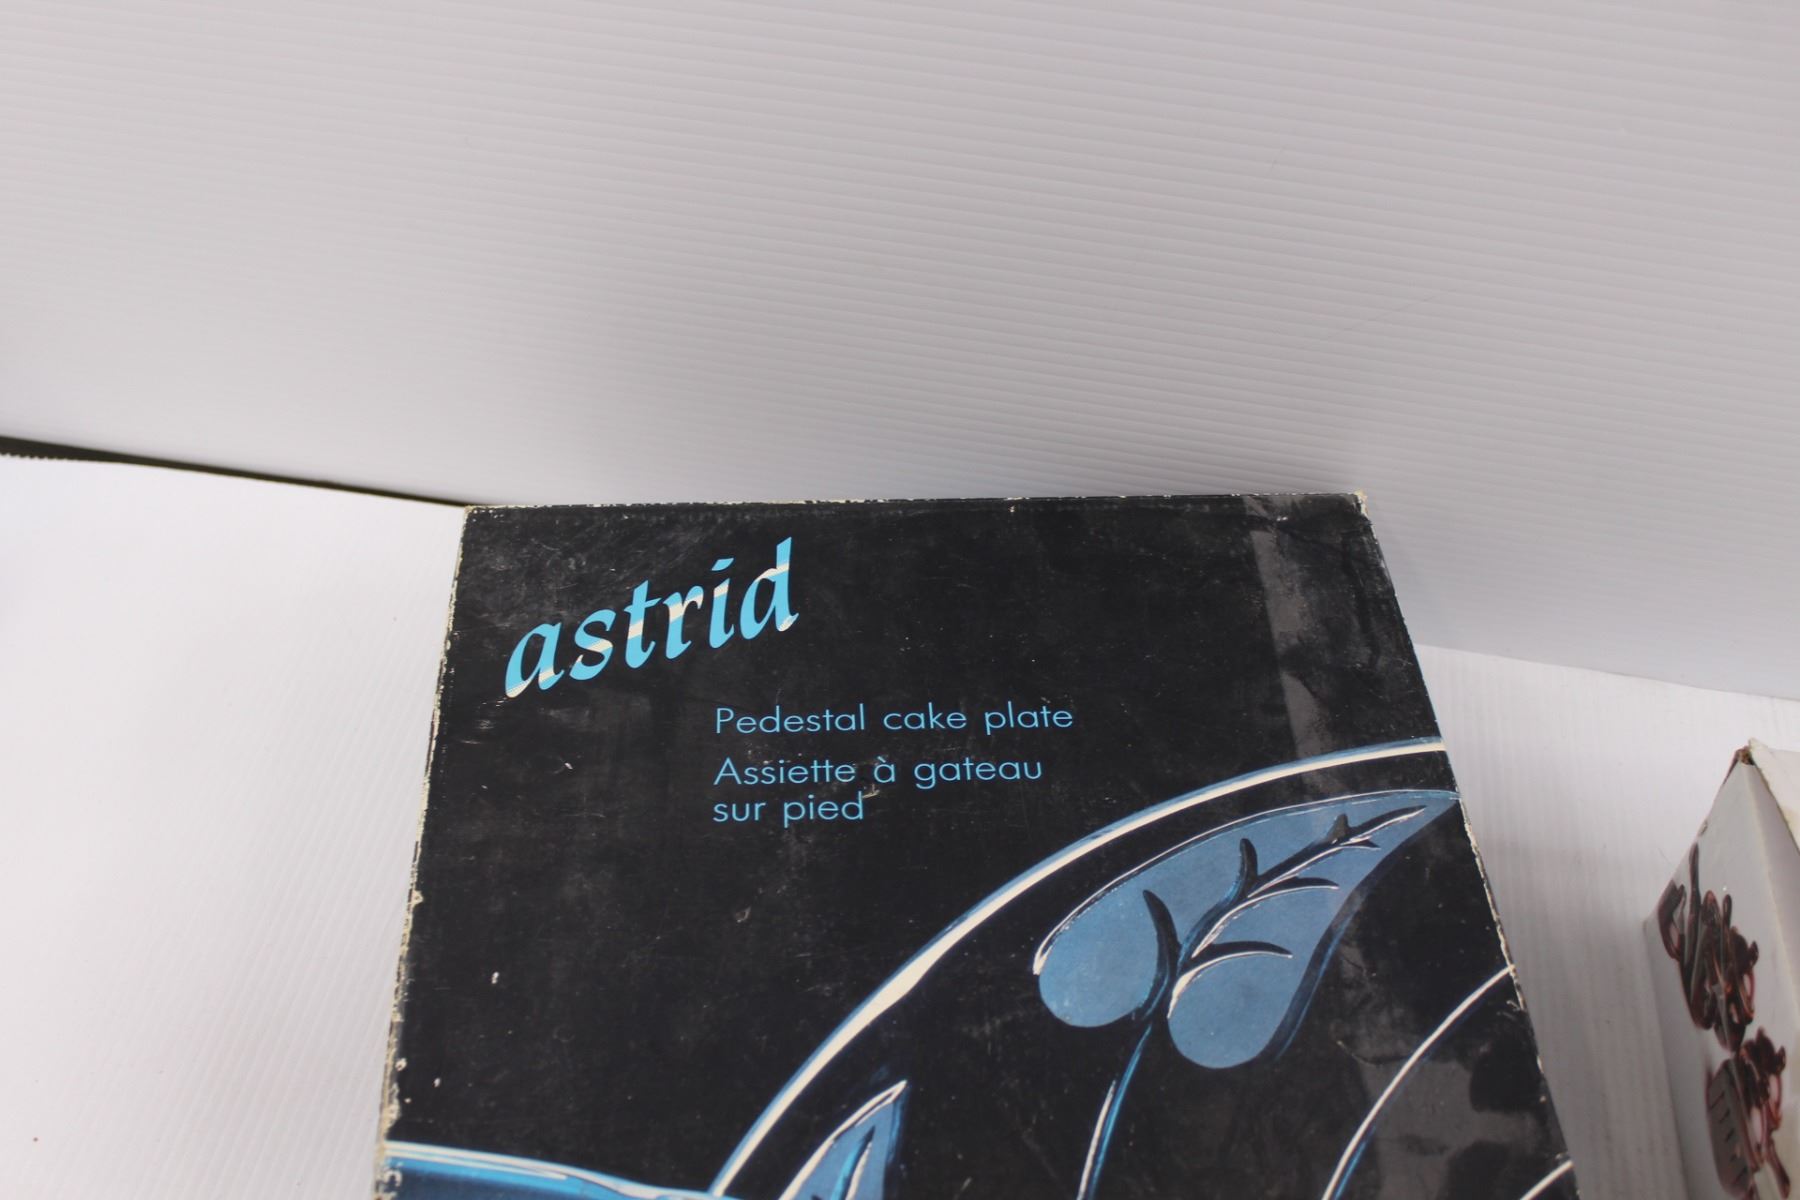 astrid
Pedestal cake plate
Assiette à gateau
sur pied